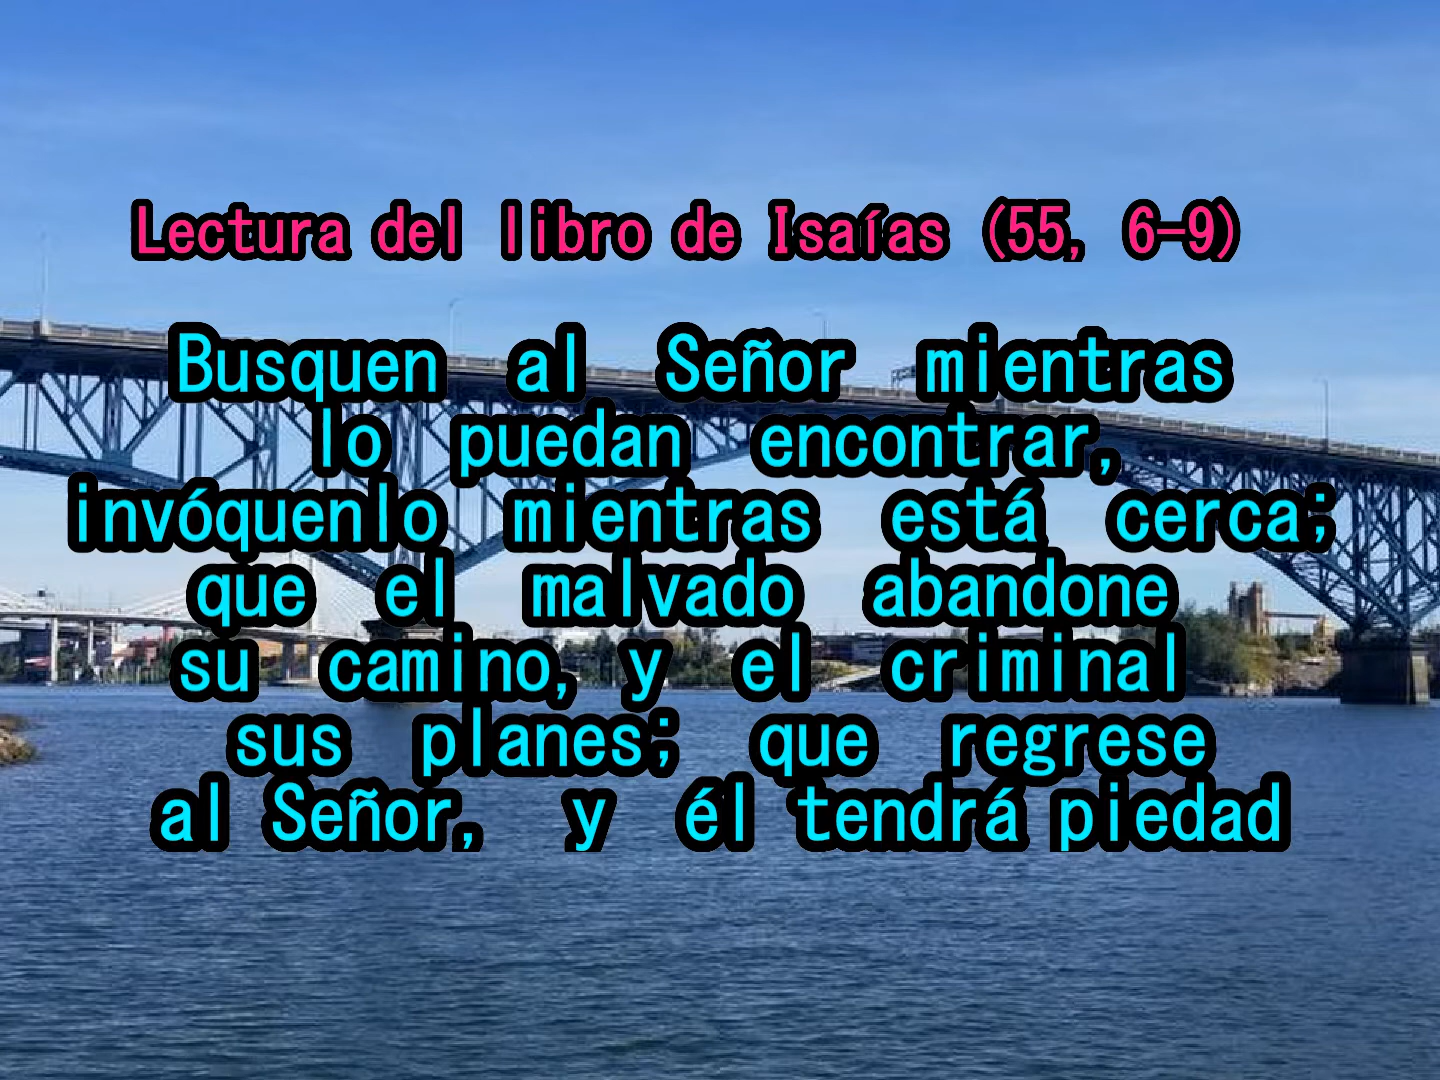 Lectura del libro de Isaías (55, 6-9)
Busquen al Señor mientras
lo puedan encontrar,
invóquenlo mientras está cerca;
que el malvado abandone
su camino, y el criminal
sus planes; que regrese
al Señor, y él tendrá piedad